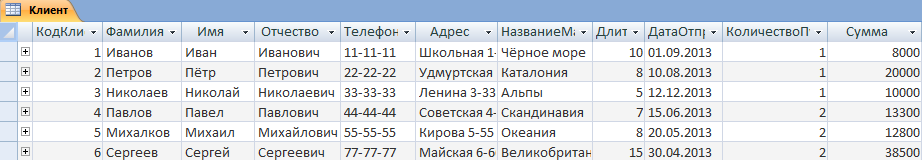 Клиент
КодКли Фамилия Имя Отчество Телефон Адрес НазваниеМа Длит ДатаОтпр КоличествоПу Сумма
1 Иванов Иван Иванович 11-11-11 Школьная 1- Чёрное море 10 01.09.2013 1 8000
2 Петров Пётр Петрович 22-22-22 Удмуртская Каталония 8 10.08.2013 1 20000
3 Николаев Николай Николаевич 33-33-33 Ленина 3-33 Альпы 5 12.12.2013 1 10000
4 Павлов Павел Павлович 44-44-44 Советская 4- Скандинавия 7 15.06.2013 2 13300
5 Михалков Михаил Михайлович 55-55-55 Кирова 5-55 Океания 8 20.05.2013 2 12800
6 Сергеев Сергей Сергеевич 77-77-77 Майская 6-6 Великобритан 15 30.04.2013 2 38500